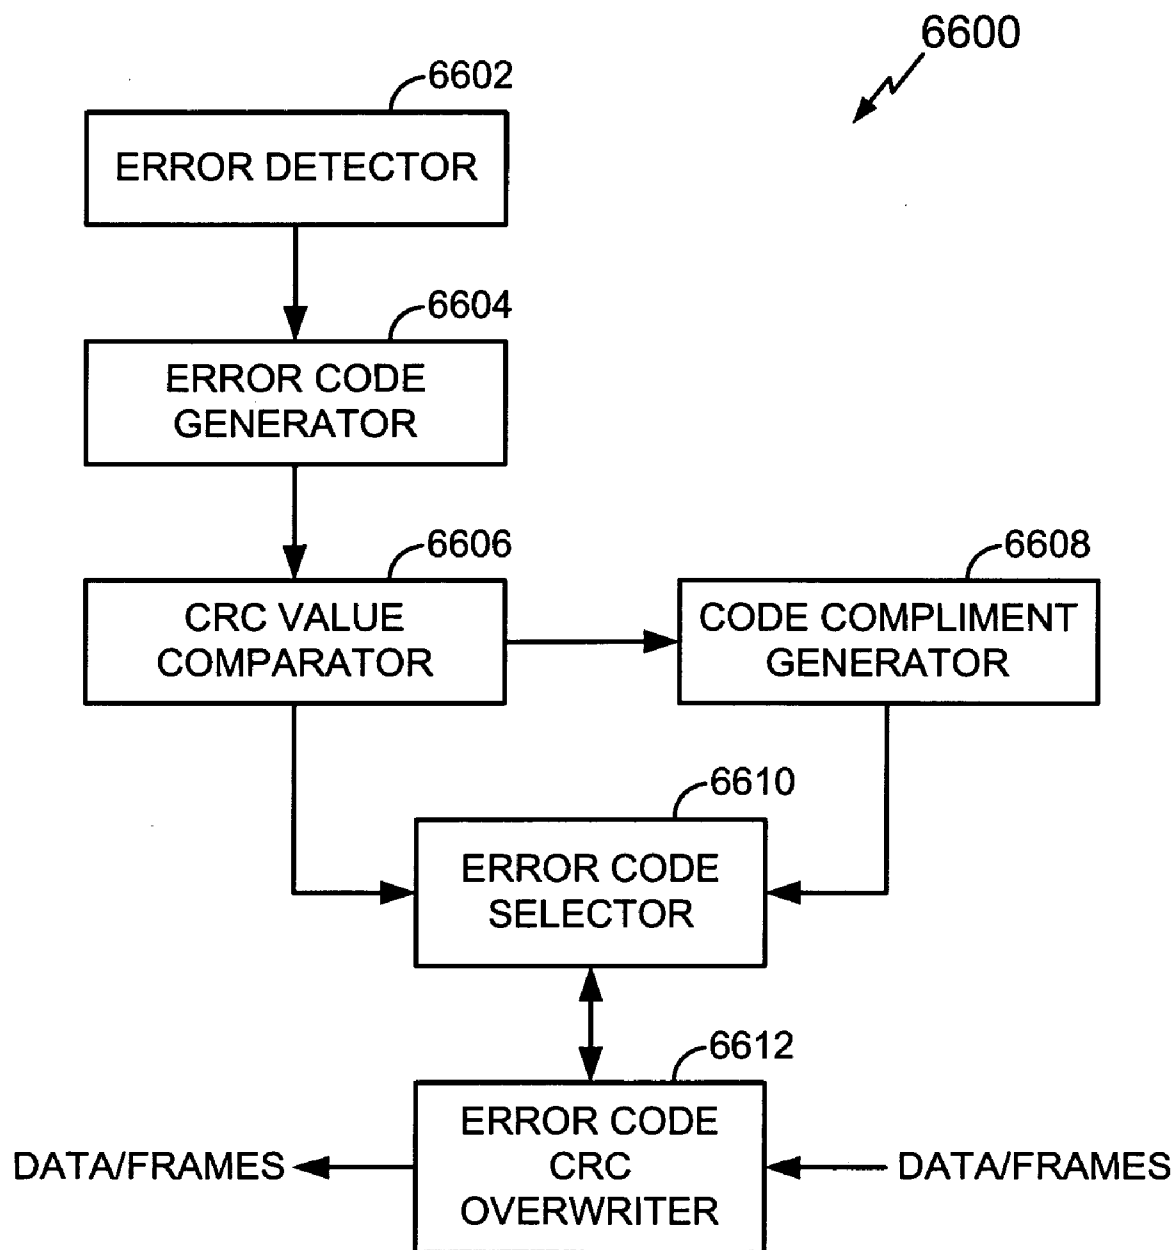 6600
6602
ERROR DETECTOR
6604
ERROR CODE
GENERATOR
6606
CRC VALUE
COMPARATOR
6608
CODE COMPLIMENT
GENERATOR
6610
ERROR CODE
SELECTOR
6612
ERROR CODE
CRC
OVERWRITER
DATA/FRAMES
DATA/FRAMES